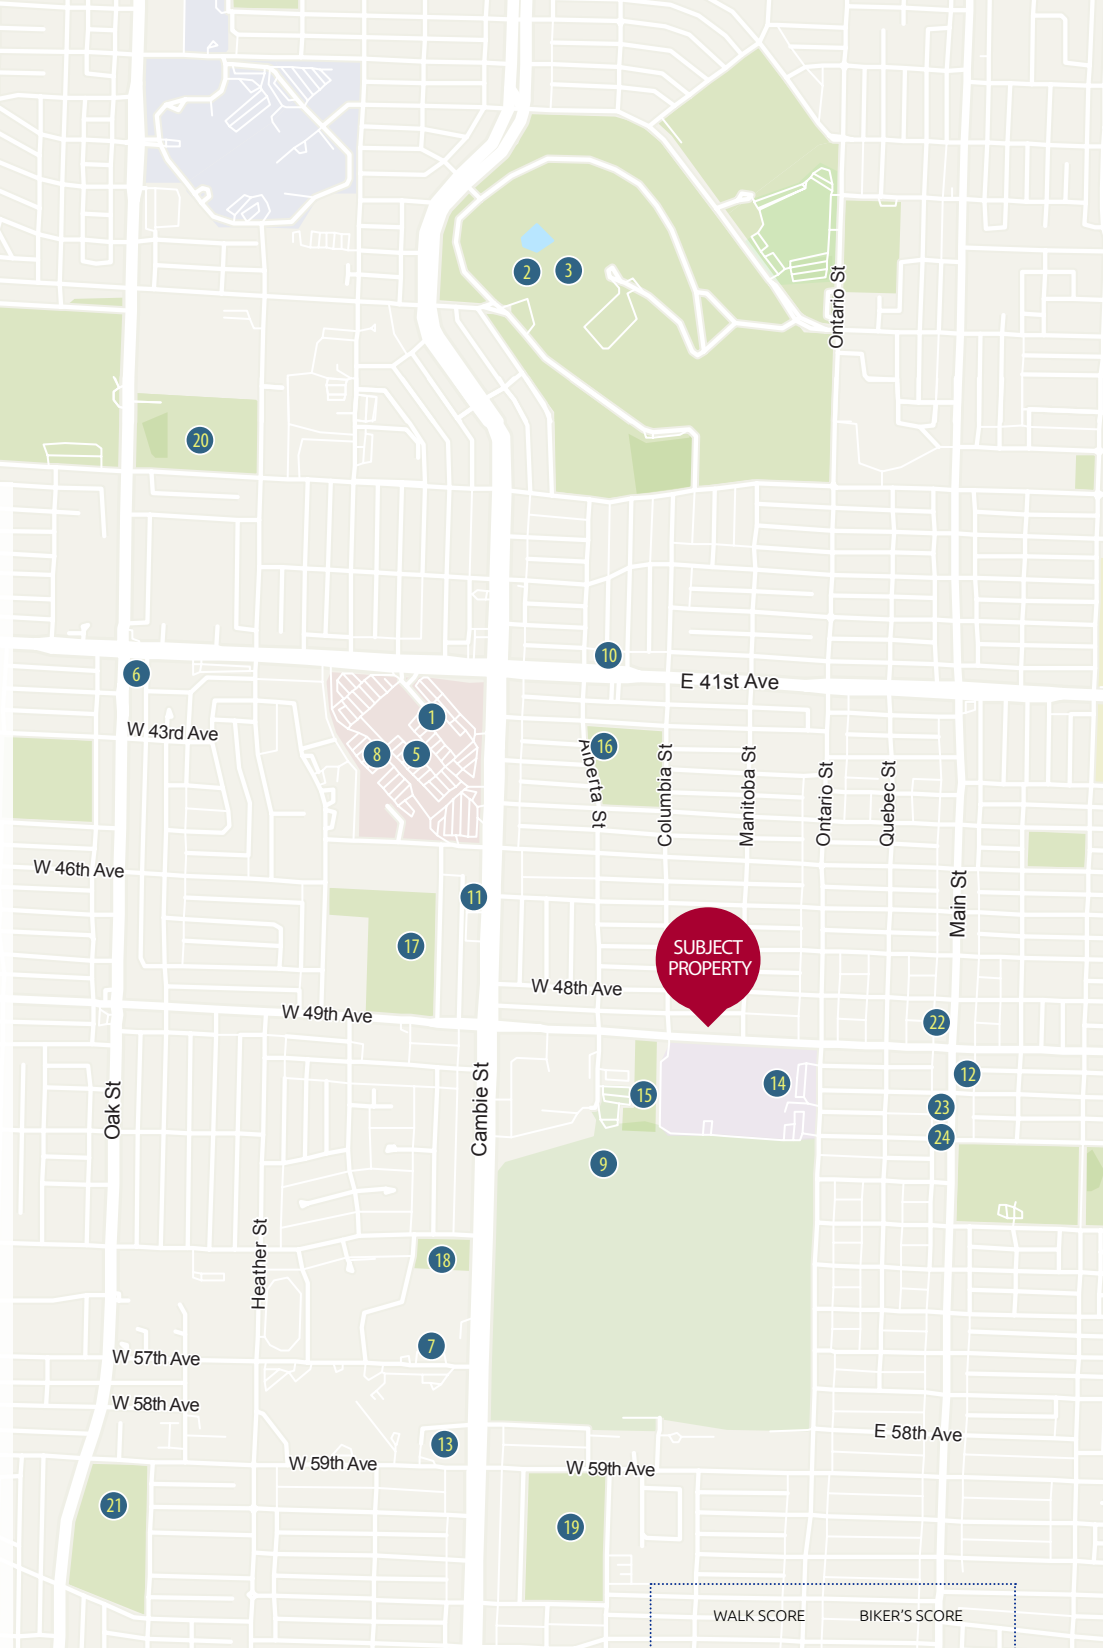 2
3
Ontario St
20
10
6
E 41st Ave
1
W 43rd Ave
8
5
16
Alberta St
Columbia St
Manitoba St
Ontario St
Quebec St
W 46th Ave
11
Main St
17
SUBJECT
PROPERTY
W 48th Ave
W 49th Ave
22
12
14
15
23
Oak St
Cambie St
24
9
Heather St
18
7
W 57th Ave
W 58th Ave
E 58th Ave
13
W 59th Ave
W 59th Ave
21
19
WALK SCORE
BIKER'S SCORE